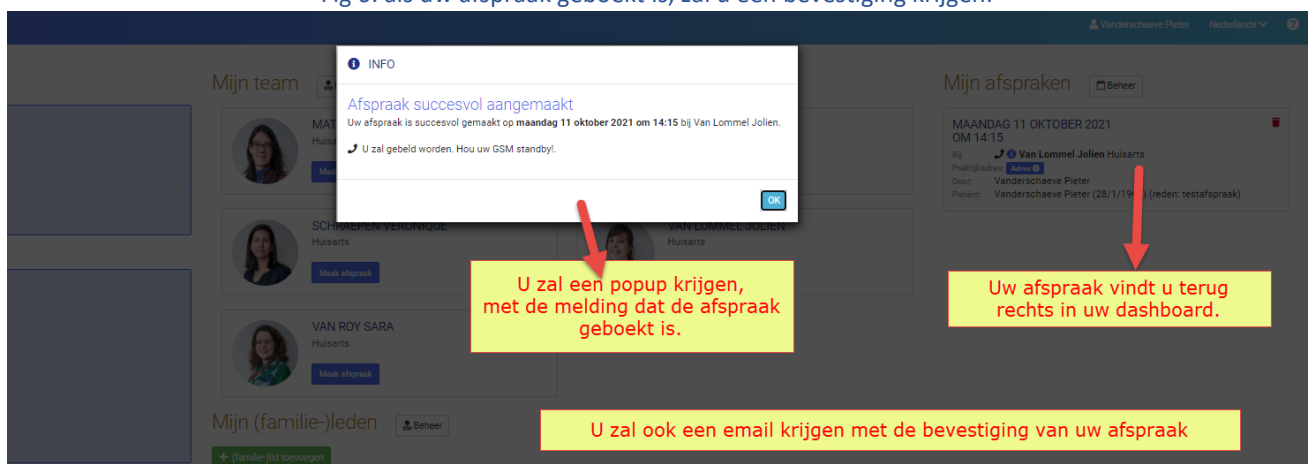 Vanderschaeve Pieter Nederlands
Mijn team
Mijn afspraken Beheer
INFO
Afspraak succesvol aangemaakt
Uw afspraak is succesvol gemaakt op maandag 11 oktober 2021 om 14:15 bij Van Lommel Jolien.
U zal gebeld worden. Hou uw GSM standby!.
OK
MAT
Huisa
Maa
SCHRAEPEN VERONIQUE
Huisarts
Maak afspraak
VAN LOMMEL JOLIEN
Huisarts
VAN ROY SARA
Huisarts
Maak afspraak
MAANDAG 11 OKTOBER 2021
OM 14:15
Bij: Van Lommel Jolien Huisarts
Praktijkadres: Adres
Door: Vanderschaeve Pieter
Patiënt: Vanderschaeve Pieter (reden: testafspraak)
U zal een popup krijgen,
met de melding dat de afspraak
geboekt is.
Uw afspraak vindt u terug
rechts in uw dashboard.
Mijn (familie-)leden Beheer
+ (familie-)lid toevoegen
U zal ook een email krijgen met de bevestiging van uw afspraak